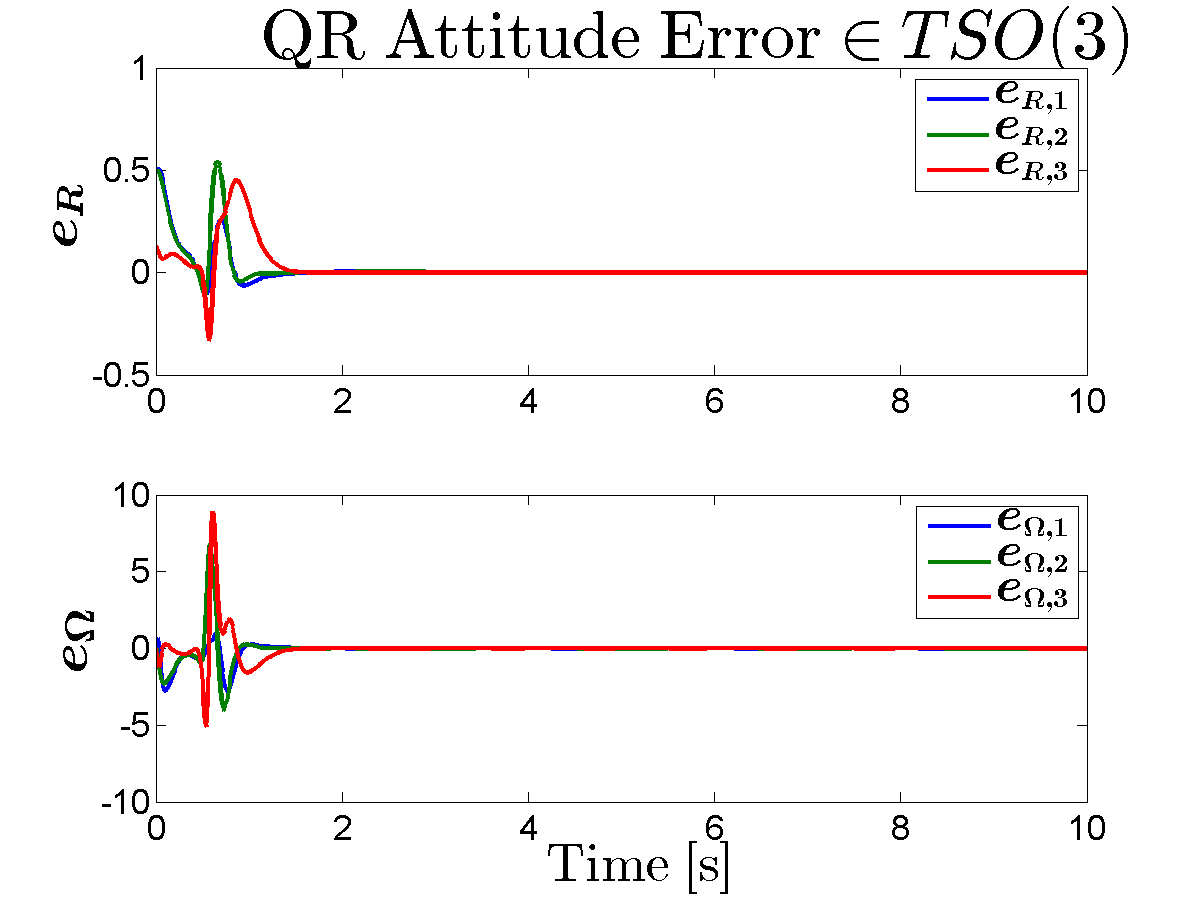 QR Attitude Error ∈ TSO(3)
1
0.5
0
-0.5
e_R
0 2 4 6 8 10
e_{R,1}
e_{R,2}
e_{R,3}
10
5
0
-5
-10
e_Ω
0 2 4 6 8 10
e_{Ω,1}
e_{Ω,2}
e_{Ω,3}
Time [s]